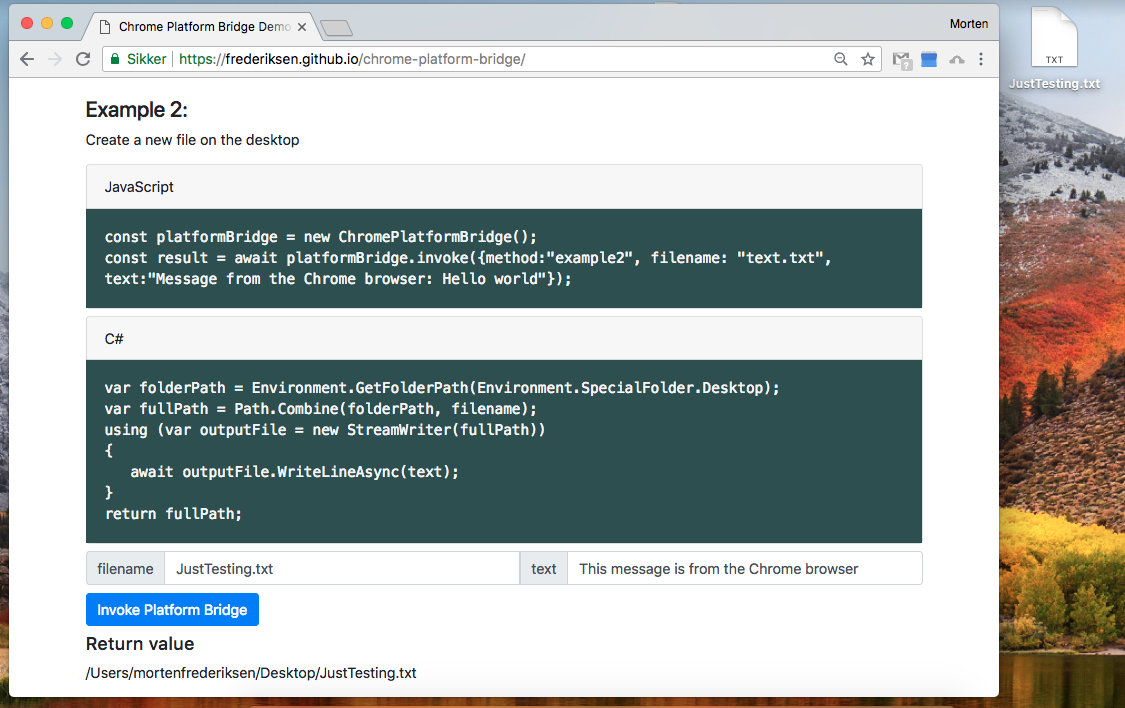 Chrome Platform Bridge Demo
Morten
Sikker
https://frederiksen.github.io/chrome-platform-bridge/
TXT
JustTesting.txt
Example 2:
Create a new file on the desktop
JavaScript
const platformBridge = new ChromePlatformBridge();
const result = await platformBridge.invoke({method:"example2", filename: "text.txt",
text:"Message from the Chrome browser: Hello world"});
C#
var folderPath = Environment.GetFolderPath(Environment.SpecialFolder.Desktop);
var fullPath = Path.Combine(folderPath, filename);
using (var outputFile = new StreamWriter(fullPath))
{
   await outputFile.WriteLineAsync(text);
}
return fullPath;
filename JustTesting.txt text This message is from the Chrome browser
Invoke Platform Bridge
Return value
/Users/mortenfrederiksen/Desktop/JustTesting.txt